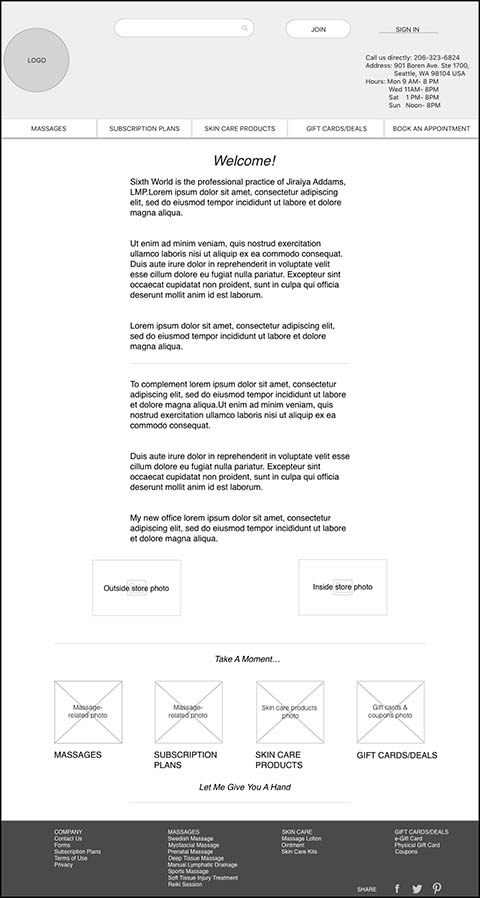 JOIN
SIGN IN
LOGO
Call us directly: 206-323-6824
Address: 901 Boren Ave. Ste 1700,
Seattle, WA 98104 USA
Hours: Mon 9 AM- 8 PM
Wed 11AM- 8PM
Sat 1 PM- 8PM
Sun Noon- 8PM
MASSAGES
SUBSCRIPTION PLANS
SKIN CARE PRODUCTS
GIFT CARDS/DEALS
BOOK AN APPOINTMENT
Welcome!
Sixth World is the professional practice of Jiraiya Addams,
LMP.Lorem ipsum dolor sit amet, consectetur adipiscing
elit, sed do eiusmod tempor incididunt ut labore et dolore
magna aliqua.
Ut enim ad minim veniam, quis nostrud exercitation
ullamco laboris nisi ut aliquip ex ea commodo consequat.
Duis aute irure dolor in reprehenderit in voluptate velit
esse cillum dolore eu fugiat nulla pariatur. Excepteur sint
occaecat cupidatat non proident, sunt in culpa qui officia
deserunt mollit anim id est laborum.
Lorem ipsum dolor sit amet, consectetur adipiscing elit,
sed do eiusmod tempor incididunt ut labore et dolore
magna aliqua.
To complement lorem ipsum dolor sit amet, consectetur
adipiscing elit, sed do eiusmod tempor incididunt ut labore
et dolore magna aliqua.Ut enim ad minim veniam, quis
nostrud exercitation ullamco laboris nisi ut aliquip ex ea
commodo consequat.
Duis aute irure dolor in reprehenderit in voluptate velit esse
cillum dolore eu fugiat nulla pariatur. Excepteur sint
occaecat cupidatat non proident, sunt in culpa qui officia
deserunt mollit anim id est laborum.
My new office lorem ipsum dolor sit amet, consectetur
adipiscing elit, sed do eiusmod tempor incididunt ut labore
et dolore magna aliqua.
Outside store photo
Inside store photo
Take A Moment...
Massage-
related photo
Massage-
related photo
Skin care products
photo
Gift cards &
coupons photo
MASSAGES
SUBSCRIPTION
PLANS
SKIN CARE
PRODUCTS
GIFT CARDS/DEALS
Let Me Give You A Hand
COMPANY
Contact Us
Forms
Subscription Plans
Terms of Use
Privacy
MASSAGES
Swedish Massage
Myofascial Massage
Prenatal Massage
Deep Tissue Massage
Manual Lymphatic Drainage
Sports Massage
Soft Tissue Injury Treatment
Reiki Session
SKIN CARE
Massage Lotion
Ointment
Skin Care Kits
GIFT CARDS/DEALS
e-Gift Card
Physical Gift Card
Coupons
SHARE